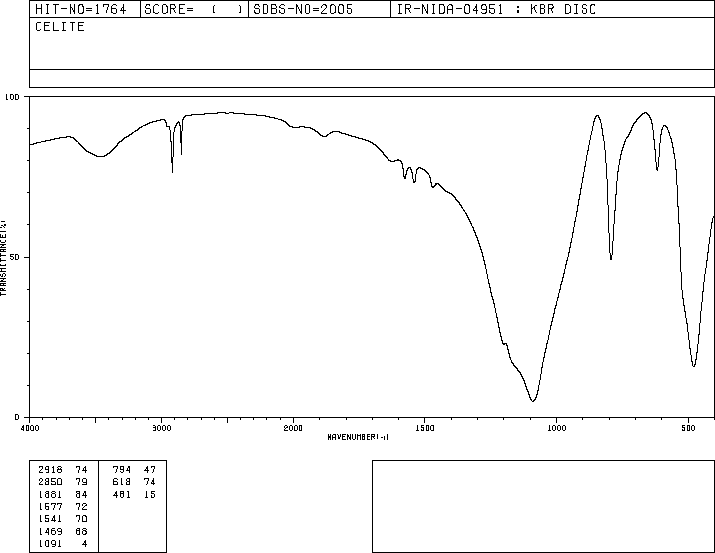 HIT-NO=1764 SCORE= ( ) SDBS-NO=2005 IR-NIDA-04951 : KBR DISC
CELITE
100
TRANSMITTANCE(%)
50
0
4000 3000 2000 1500 1000 500
WAVENUMBER(-1)
2918 74 794 47
2850 79 618 74
1881 84 481 15
1577 72
1541 70
1469 68
1091 4